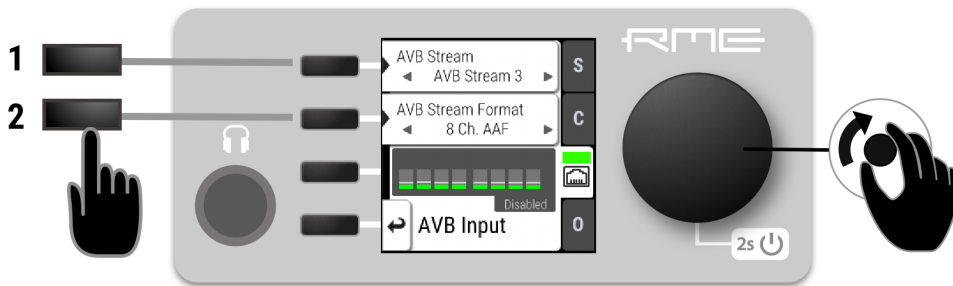 RME
1
AVB Stream
◄ AVB Stream 3 ►
S
2
AVB Stream Format
◄ 8 Ch. AAF ►
C
Disabled
AVB Input
O
2s